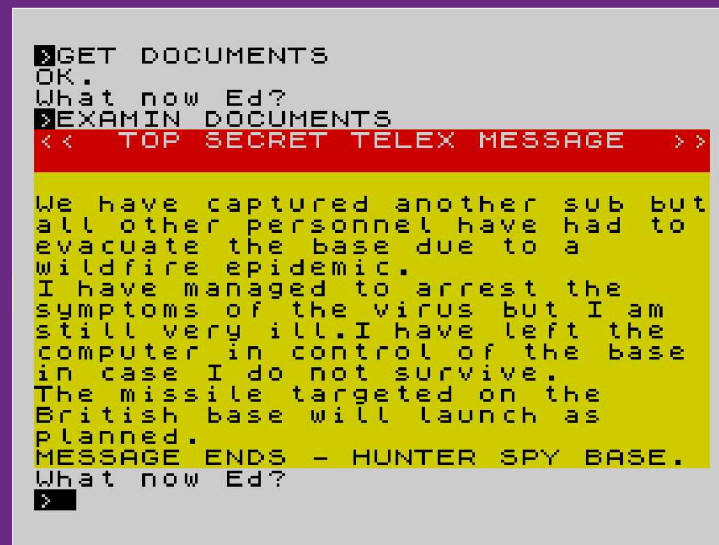 >GET DOCUMENTS
OK.
What now Ed?
>EXAMIN DOCUMENTS
<< TOP SECRET TELEX MESSAGE >>
We have captured another sub but
all other personnel have had to
evacuate the base due to a
wildfire epidemic.
I have managed to arrest the
symptoms of the virus but I am
still very ill.I have left the
computer in control of the base
in case I do not survive.
The missile targeted on the
British base will launch as
planned.
MESSAGE ENDS - HUNTER SPY BASE.
What now Ed?
>